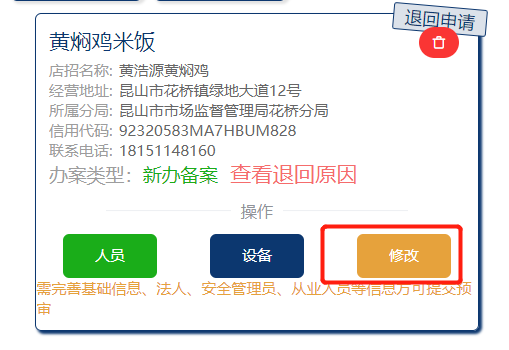 退回申请
黄焖鸡米饭
店招名称: 黄浩源黄焖鸡
经营地址: 昆山市花桥镇绿地大道12号
所属分局: 昆山市市场监督管理局花桥分局
信用代码: 92320583MA7HBUM828
联系电话: 18151148160
办案类型: 新办备案 查看退回原因
操作
人员 设备 修改
需完善基础信息、法人、安全管理员、从业人员等信息方可提交预
审